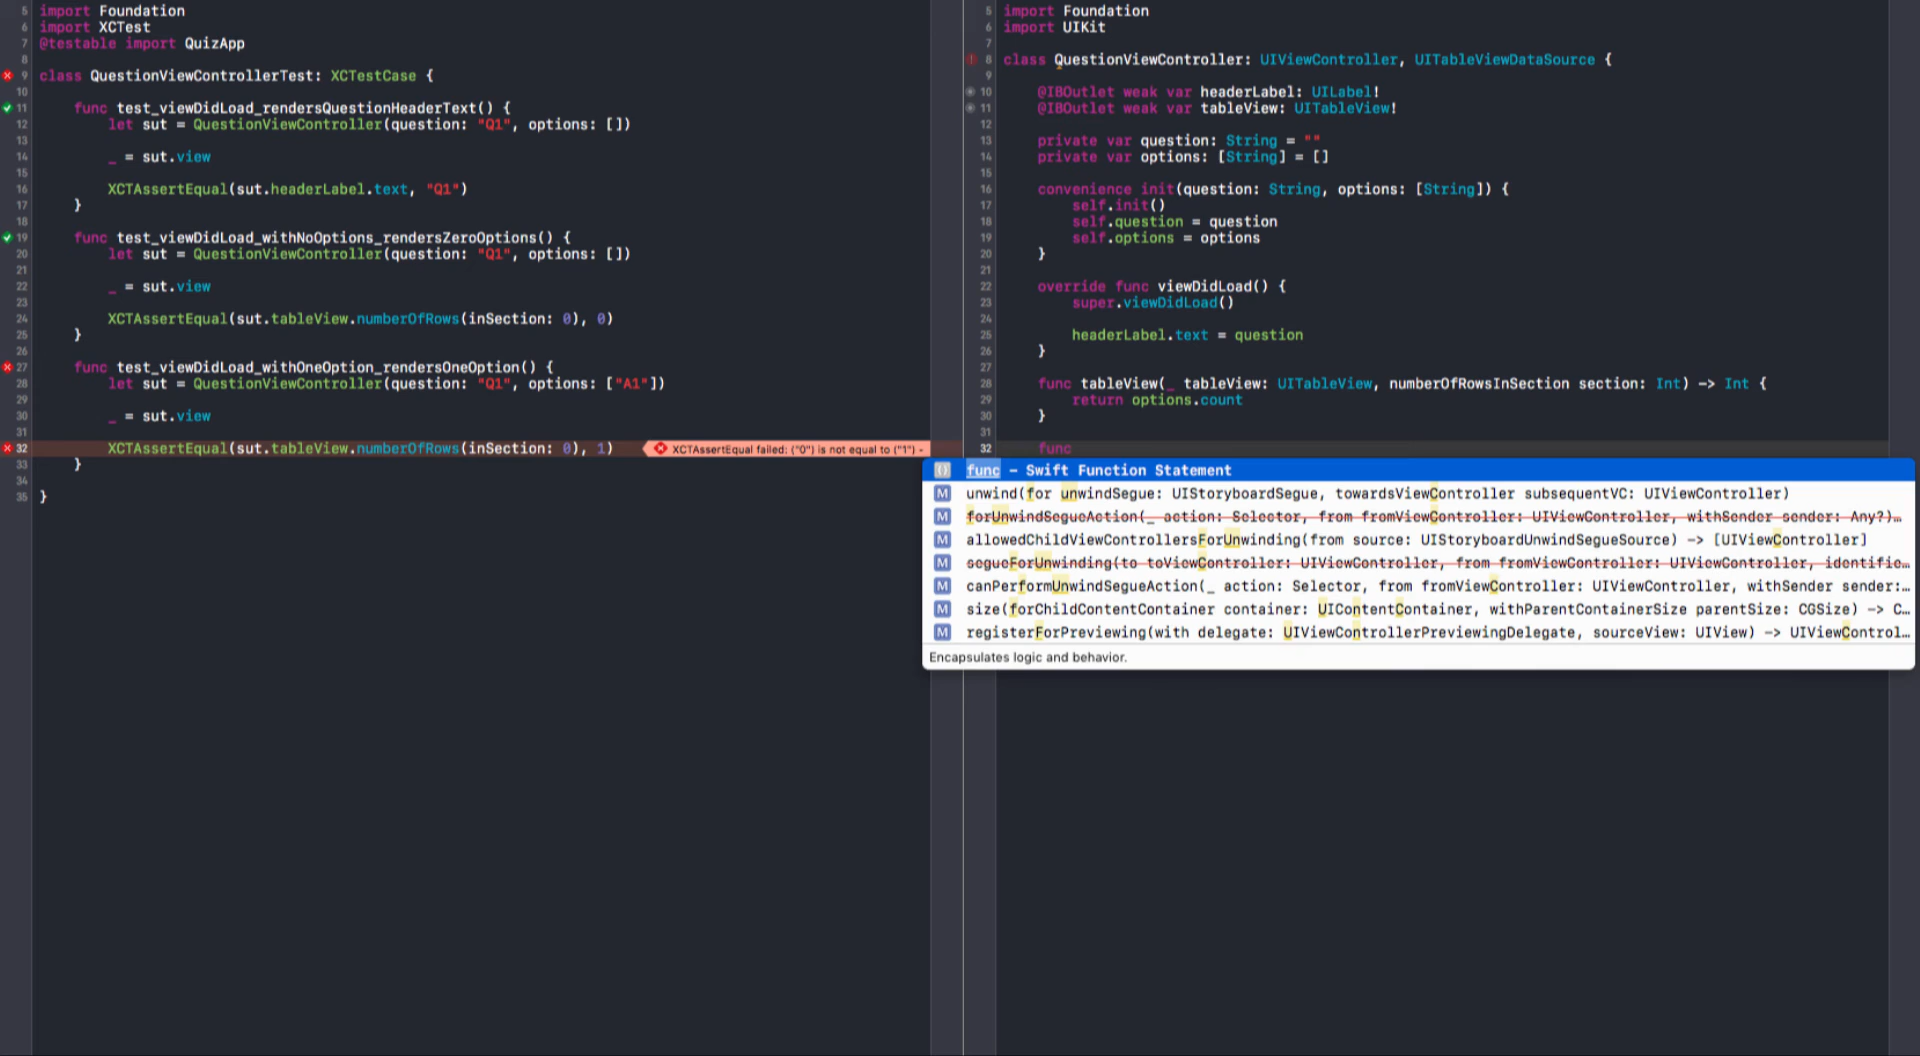 5 import Foundation
6 import XCTest
7 @testable import QuizApp
8
9 class QuestionViewControllerTest: XCTestCase {
10
11 func test_viewDidLoad_rendersQuestionHeaderText() {
12 let sut = QuestionViewController(question: "Q1", options: [])
13
14 _ = sut.view
15
16 XCTAssertEqual(sut.headerLabel.text, "Q1")
17 }
18
19 func test_viewDidLoad_withNoOptions_rendersZeroOptions() {
20 let sut = QuestionViewController(question: "Q1", options: [])
21
22 _ = sut.view
23
24 XCTAssertEqual(sut.tableView.numberOfRows(inSection: 0), 0)
25 }
26
27 func test_viewDidLoad_withOneOption_rendersOneOption() {
28 let sut = QuestionViewController(question: "Q1", options: ["A1"])
29
30 _ = sut.view
31
32 XCTAssertEqual(sut.tableView.numberOfRows(inSection: 0), 1) XCTAssertEqual failed: ("0") is not equal to ("1") -
33 }
34
35 }
5 import Foundation
6 import UIKit
7
8 class QuestionViewController: UIViewController, UITableViewDataSource {
9
10 @IBOutlet weak var headerLabel: UILabel!
11 @IBOutlet weak var tableView: UITableView!
12
13 private var question: String = ""
14 private var options: [String] = []
15
16 convenience init(question: String, options: [String]) {
17 self.init()
18 self.question = question
19 self.options = options
20 }
21
22 override func viewDidLoad() {
23 super.viewDidLoad()
24
25 headerLabel.text = question
26 }
27
28 func tableView(_ tableView: UITableView, numberOfRowsInSection section: Int) -> Int {
29 return options.count
30 }
31
32 func
{} func - Swift Function Statement
M unwind(for unwindSegue: UIStoryboardSegue, towardsViewController subsequentVC: UIViewController)
M forUnwindSegueAction(_ action: Selector, from fromViewController: UIViewController, withSender sender: Any?)…
M allowedChildViewControllersForUnwinding(from source: UIStoryboardUnwindSegueSource) -> [UIViewController]
M segueForUnwinding(to toViewController: UIViewController, from fromViewController: UIViewController, identifie…
M canPerformUnwindSegueAction(_ action: Selector, from fromViewController: UIViewController, withSender sender:…
M size(forChildContentContainer container: UIContentContainer, withParentContainerSize parentSize: CGSize) -> C…
M registerForPreviewing(with delegate: UIViewControllerPreviewingDelegate, sourceView: UIView) -> UIViewControl…
Encapsulates logic and behavior.